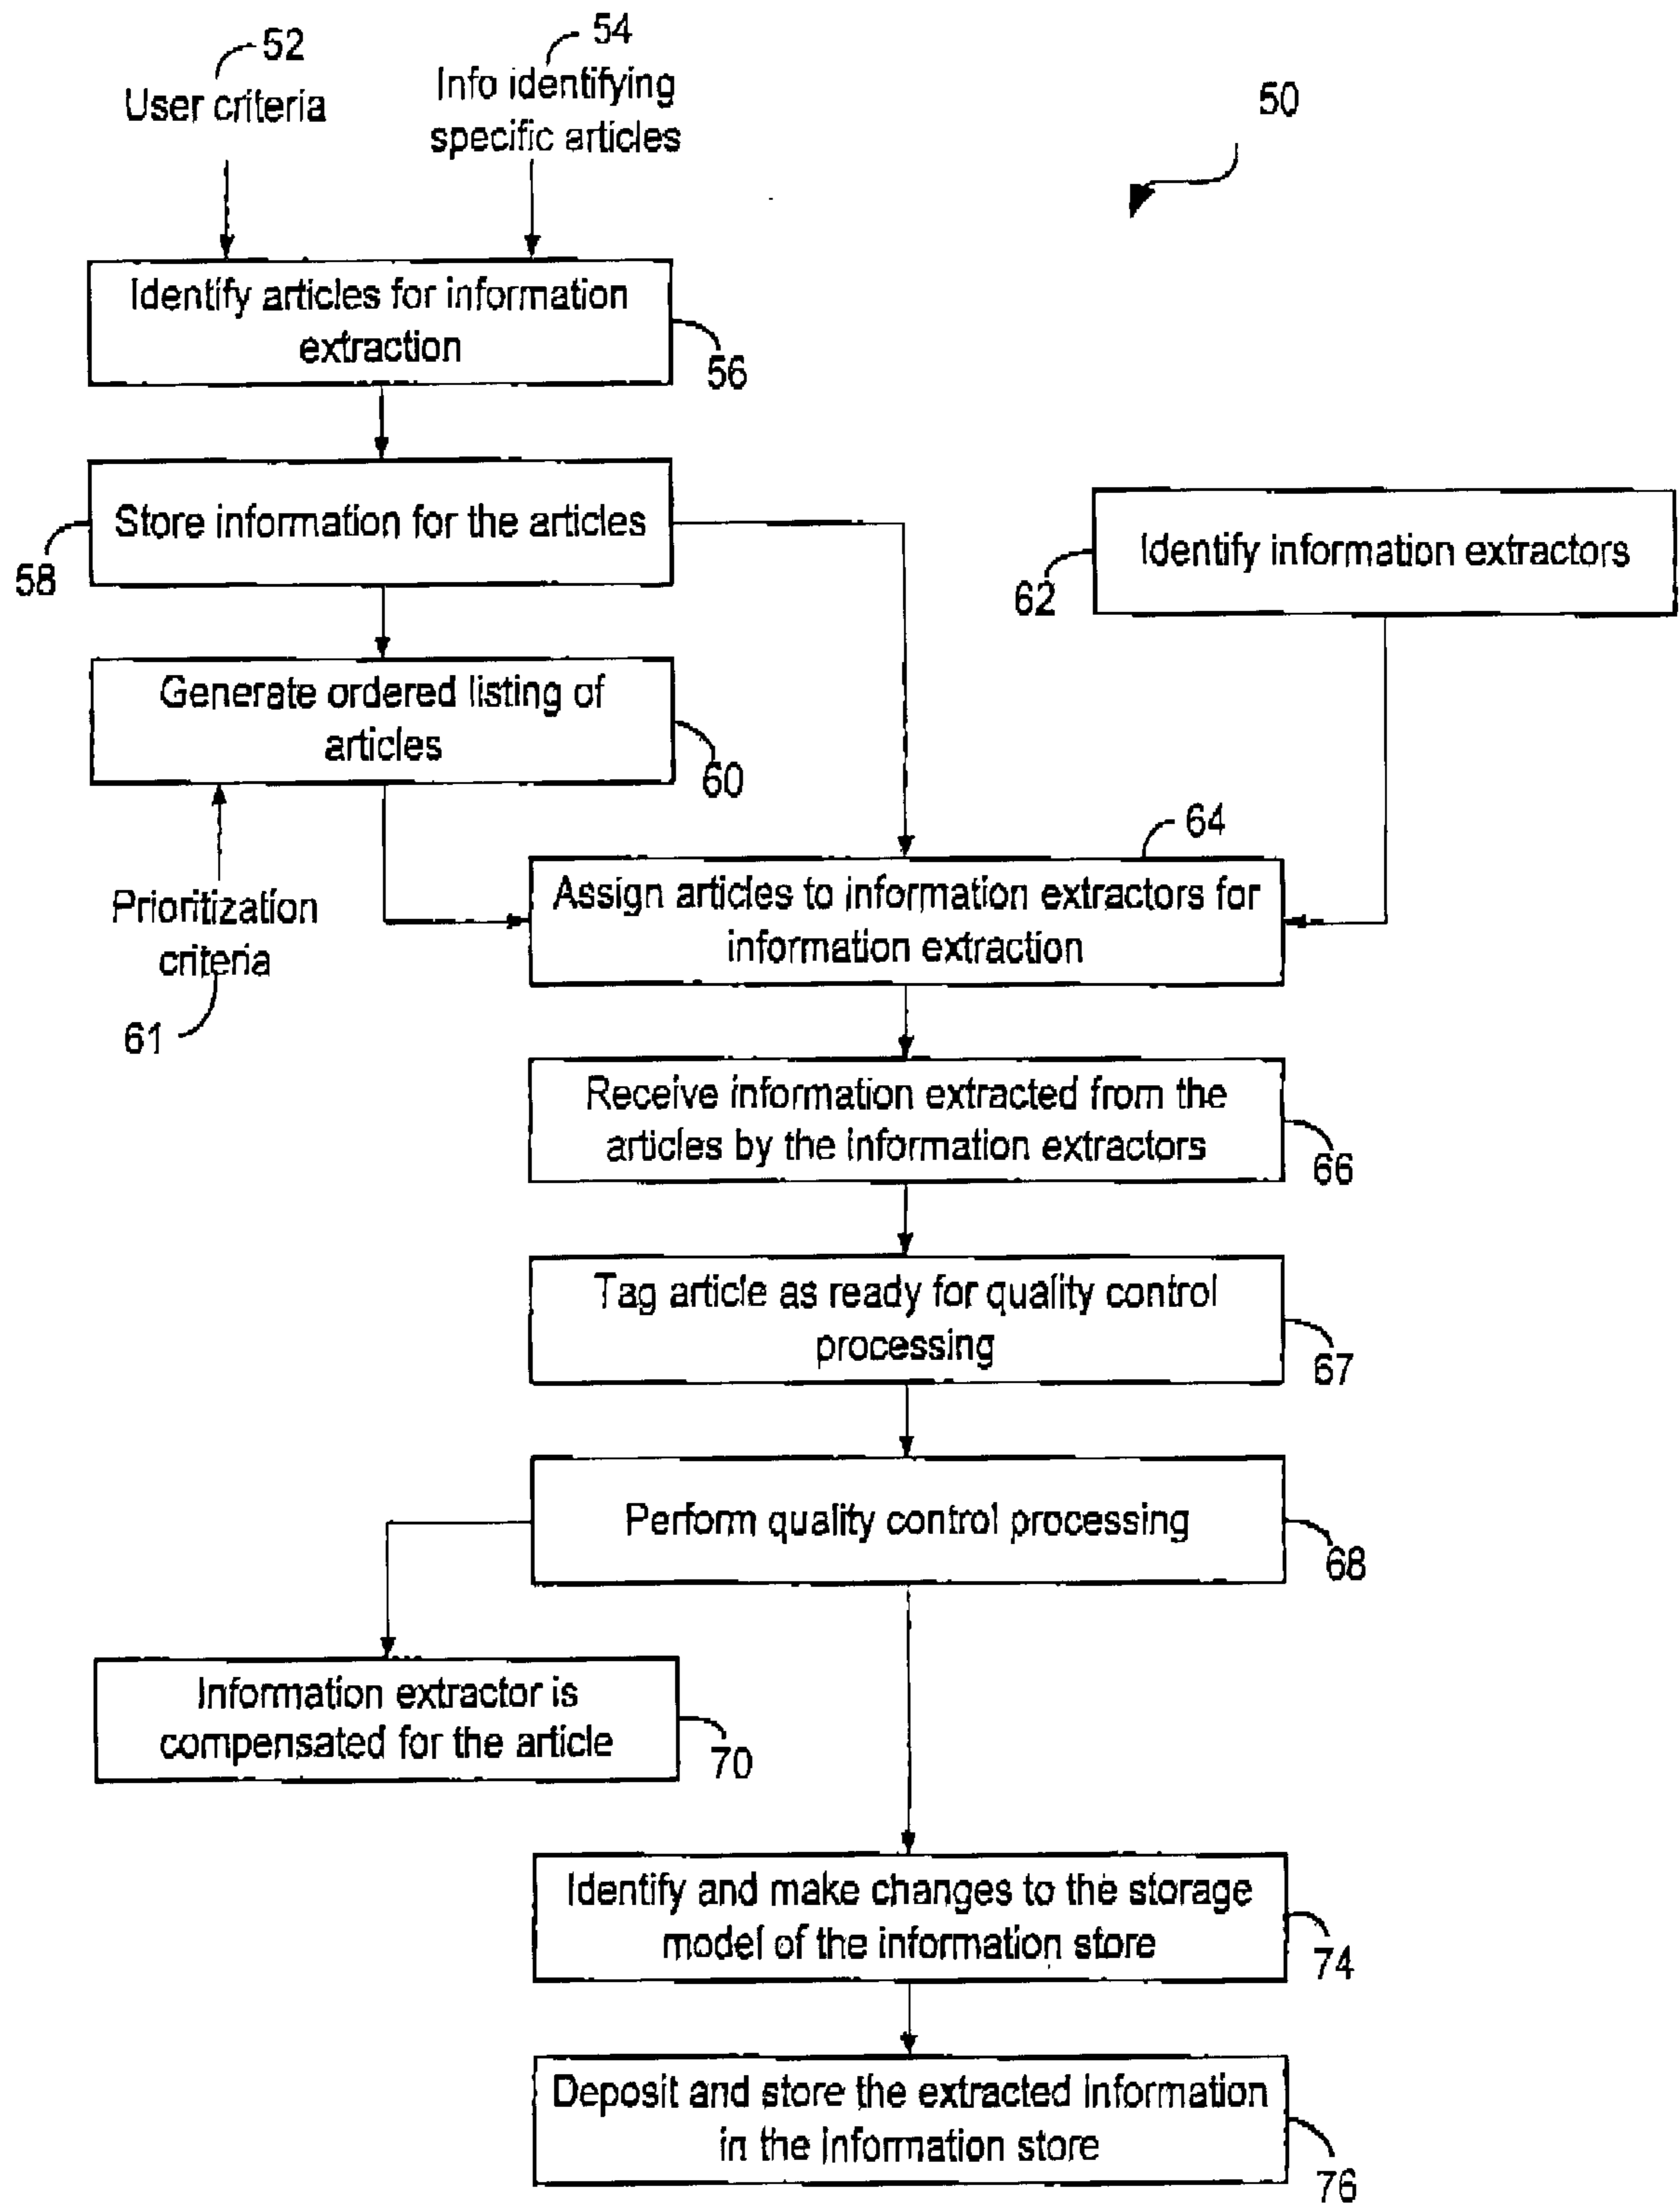 52
User criteria
54
Info identifying
specific articles
50
Identify articles for information
extraction
56
Store information for the articles
58
Identify information extractors
62
Generate ordered listing of
articles
60
Prioritization
criteria
61
64
Assign articles to information extractors for
information extraction
Receive information extracted from the
articles by the information extractors
66
Tag article as ready for quality control
processing
67
Perform quality control processing
68
Information extractor is
compensated for the article
70
Identify and make changes to the storage
model of the information store
74
Deposit and store the extracted information
in the information store
76